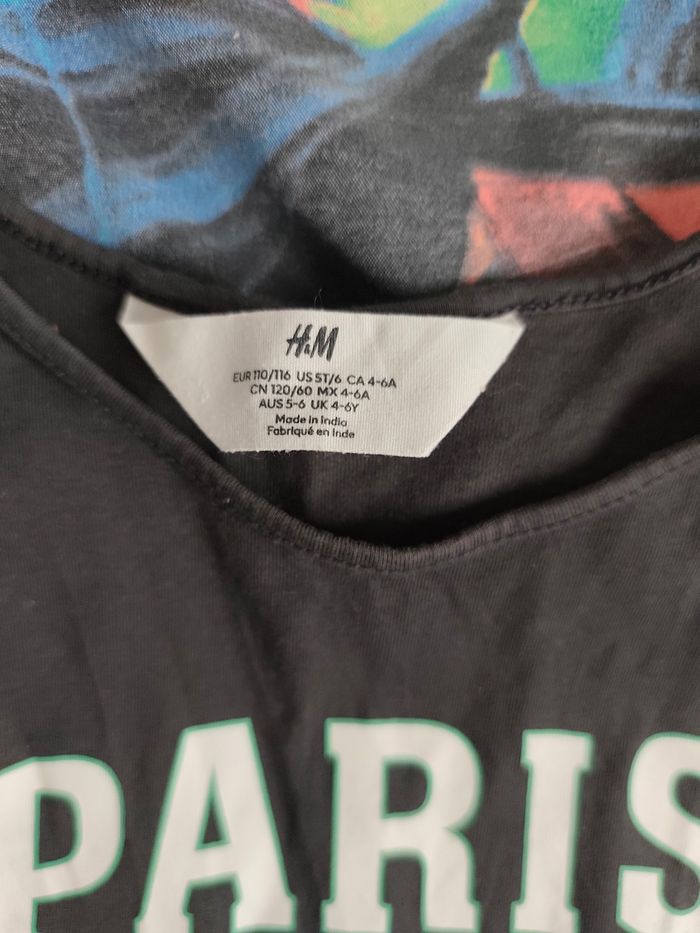 H&M
EUR 110/116 US 5T/6 CA 4-6A
CN 120/60 MX 4-6A
AUS 5-6 UK 4-6Y
Made in India
Fabriqué en Inde
PARIS